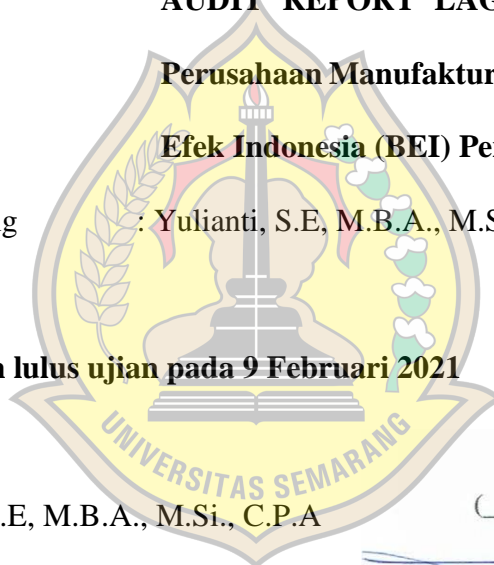 AUDIT REPORT LAG
Perusahaan Manufaktur
Efek Indonesia (BEI) Pe
ng : Yulianti, S.E, M.B.A., M.S
lulus ujian pada 9 Februari 2021
UNIVERSITAS SEMARANG
.E, M.B.A., M.Si., C.P.A